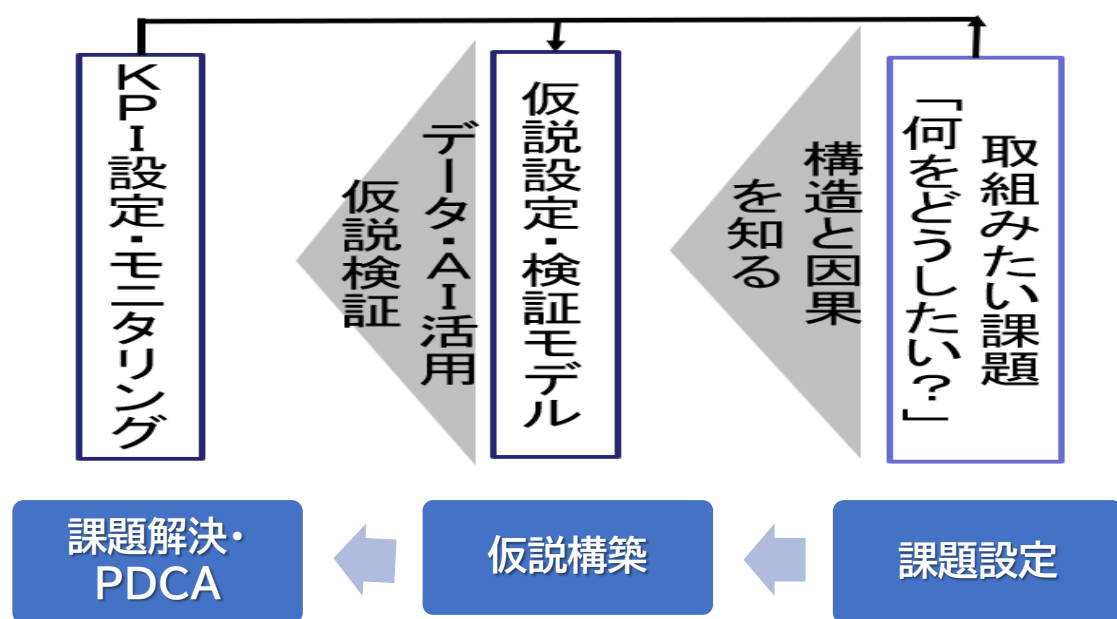 取組みたい課題
「何をどうしたい?」
構造と因果
を知る
仮説設定・検証モデル
データ・AI活用
仮説検証
KPI設定・モニタリング
課題設定
仮説構築
課題解決・
PDCA